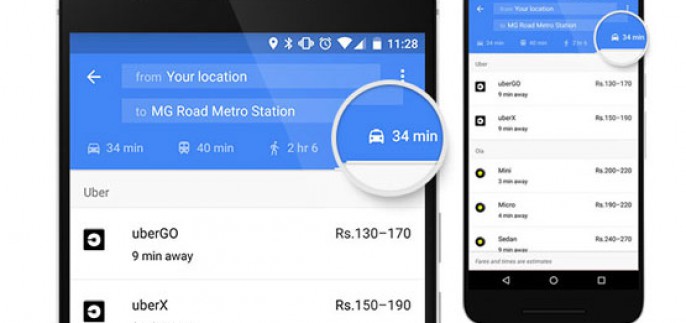 11:28
from Your location
to MG Road Metro Station
34 min 40 min 2 hr 6 34 min
Uber
uberGO Rs.130–170
9 min away
uberX Rs.150–190
from Your location
to MG Road Metro Station
34 min 40 min 2 hr 6 34 min
Uber
uberGO Rs.130–170
9 min away
uberX Rs.150–190
9 min away
Ola
Mini Rs.200–220
3 min away
Micro Rs.190–220
4 min away
Sedan Rs.240–270
9 min away
Fares and times are estimates